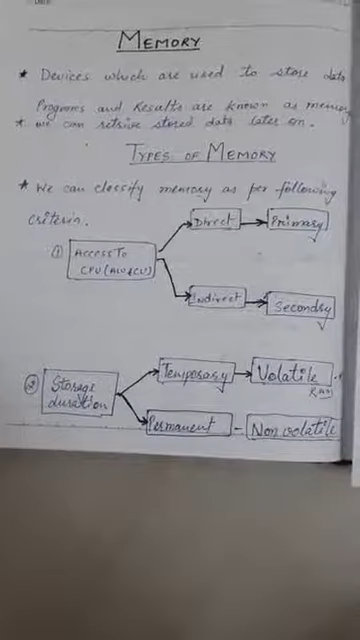 MEMORY
* Devices which are used to store data
Programs and Results are known as memory
* we can retrive stored data later on.
TYPES OF MEMORY
* We can classify memory as per following
criteria.
① ACCESS TO
CPU (ALU & CU)
Direct
Primary
Indirect
Secondry
② Storage
duration
Temporary
Volatile
RAM
Permanent
Non volatile